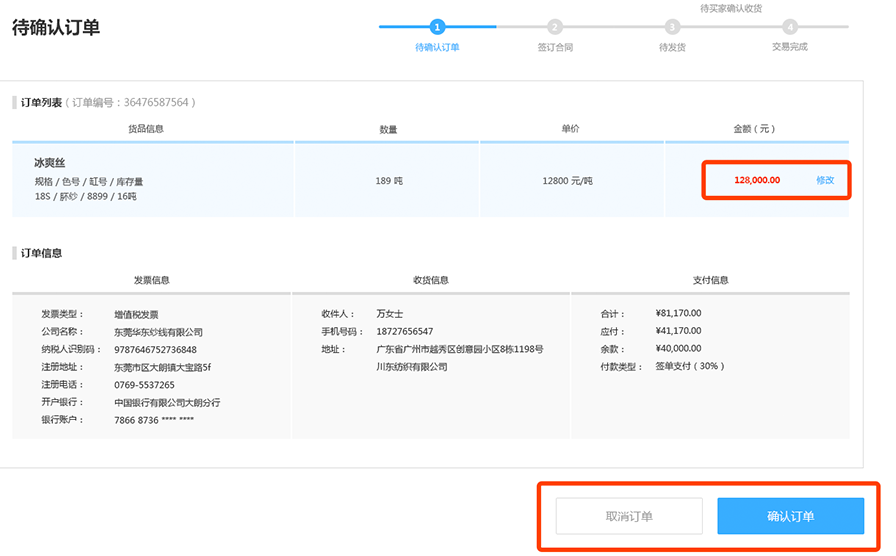 待确认订单
待买家确认收货
1
2
3
4
待确认订单
签订合同
待发货
交易完成
订单列表（订单编号：36476587564）
货品信息
数量
单价
金额（元）
冰爽丝
规格 / 色号 / 缸号 / 库存量
18S / 胚纱 / 8899 / 16吨
189 吨
12800 元/吨
128,000.00
修改
订单信息
发票信息
收货信息
支付信息
发票类型： 增值税发票
公司名称： 东莞华东纱线有限公司
纳税人识别码： 9787646752736848
注册地址： 东莞市区大朗镇大宝路5f
注册电话： 0769-5537265
开户银行： 中国银行有限公司大朗分行
银行账户： 7866 8736 **** ****
收件人： 万女士
手机号码： 18727656547
地址： 广东省广州市越秀区创意园小区8栋1198号
川东纺织有限公司
合计： ¥81,170.00
应付： ¥41,170.00
余款： ¥40,000.00
付款类型： 签单支付（30%）
取消订单
确认订单